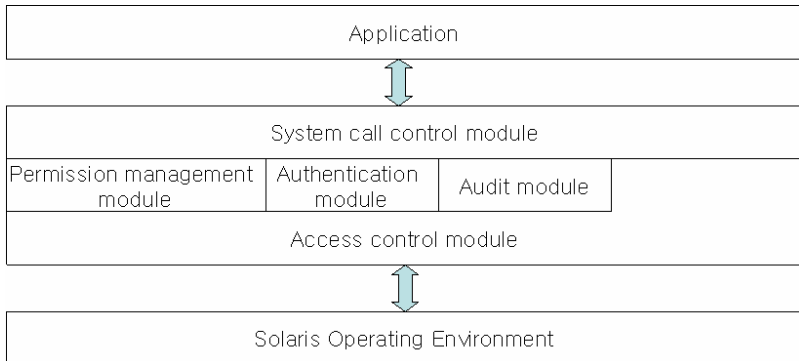 Application
System call control module
Permission management
module
Authentication
module
Audit module
Access control module
Solaris Operating Environment